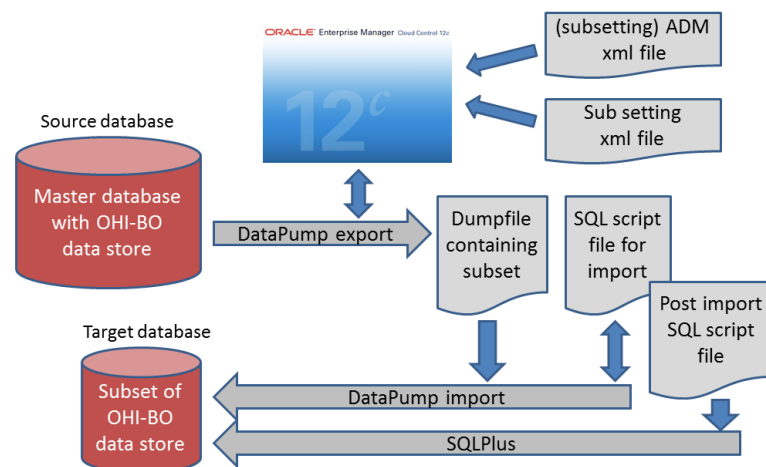 ORACLE Enterprise Manager Cloud Control 12c
12c
(subsetting) ADM
xml file
Sub setting
xml file
Source database
Master database
with OHI-BO
data store
DataPump export
Dumpfile
containing
subset
SQL script
file for
import
Post import
SQL script
file
Target database
Subset of
OHI-BO
data store
DataPump import
SQLPlus